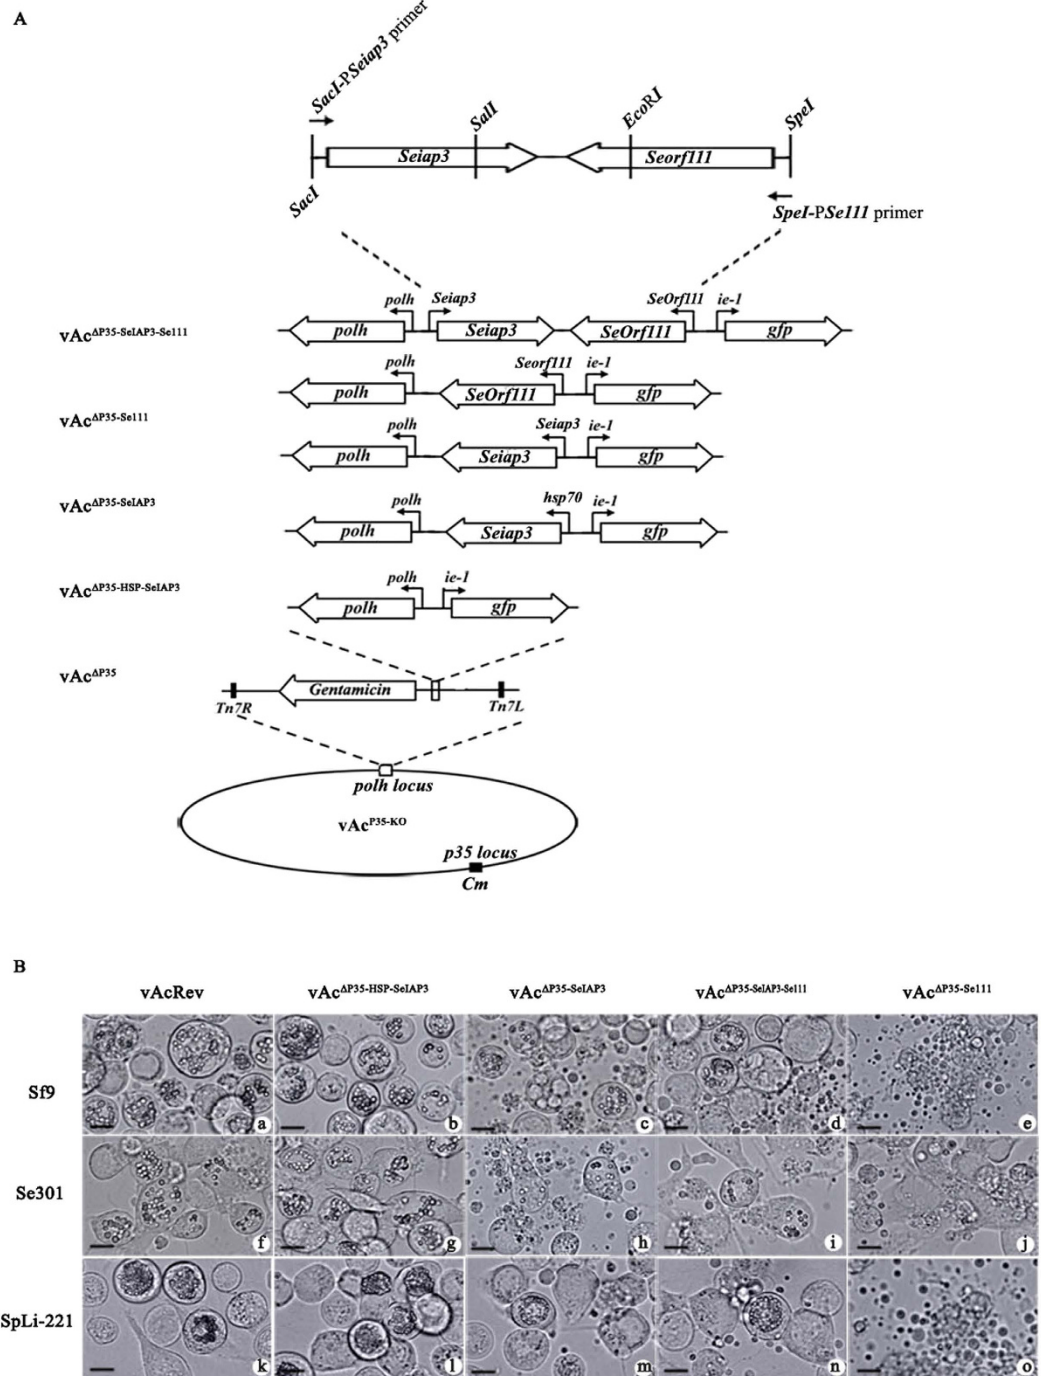 A
SacI-PSeiap3 primer
SalI
EcoRI
SpeI
Seiap3
Seorf111
SacI
SpeI-PSe111 primer
polh Seiap3 SeOrf111 ie-1
vAcΔP35-SeIAP3-Se111
polh Seiap3 SeOrf111 gfp
polh Seorf111 ie-1
polh SeOrf111 gfp
vAcΔP35-Se111
polh Seiap3 ie-1
polh Seiap3 gfp
vAcΔP35-SeIAP3
polh hsp70 ie-1
polh Seiap3 gfp
vAcΔP35-HSP-SeIAP3
polh ie-1
polh gfp
vAcΔP35
Gentamicin
Tn7R Tn7L
polh locus
vAcP35-KO
p35 locus
Cm
B
vAcRev vAcΔP35-HSP-SeIAP3 vAcΔP35-SeIAP3 vAcΔP35-SeIAP3-Se111 vAcΔP35-Se111
Sf9
a b c d e
Se301
f g h i j
SpLi-221
k l m n o